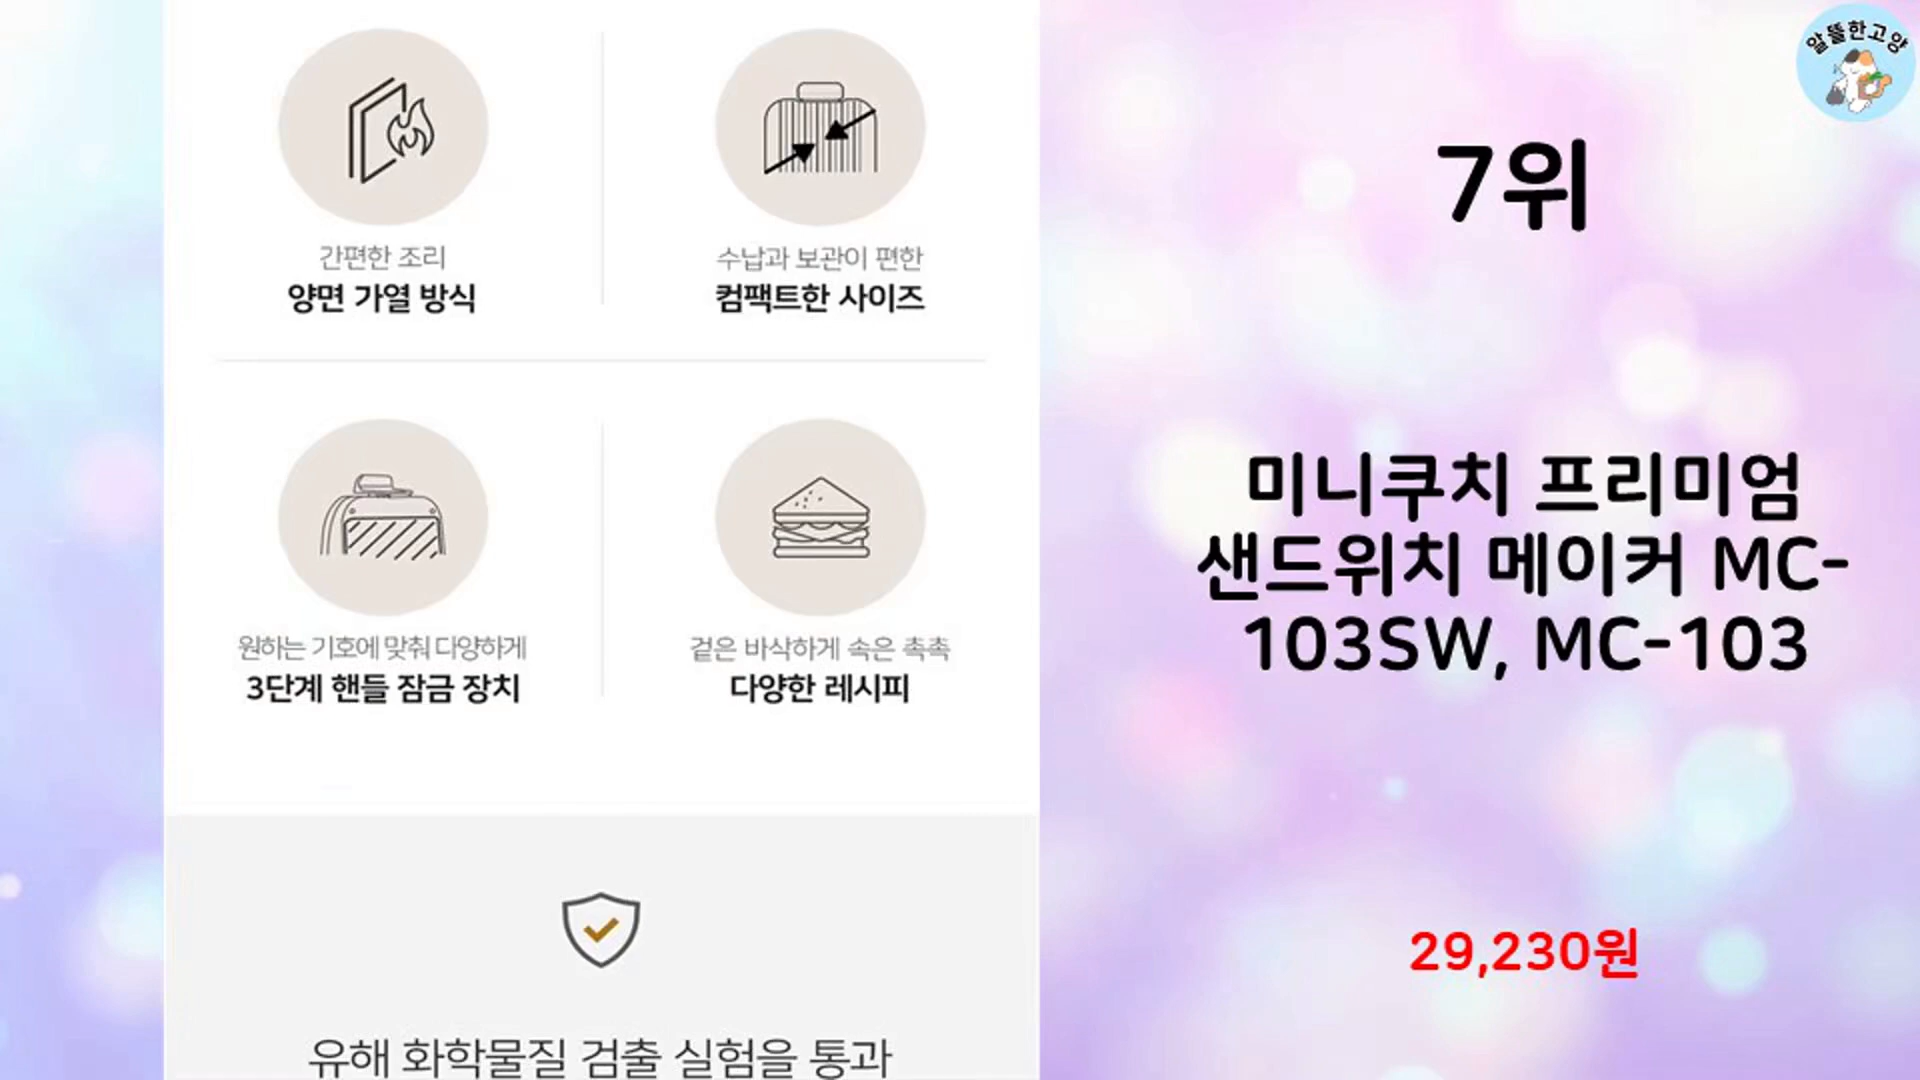 간편한 조리
양면 가열 방식
수납과 보관이 편한
컴팩트한 사이즈
원하는 기호에 맞춰 다양하게
3단계 핸들 잠금 장치
겉은 바삭하게 속은 촉촉
다양한 레시피
유해 화학물질 검출 실험을 통과
알뜰한고양
7위
미니쿠치 프리미엄
샌드위치 메이커 MC-
103SW, MC-103
29,230원